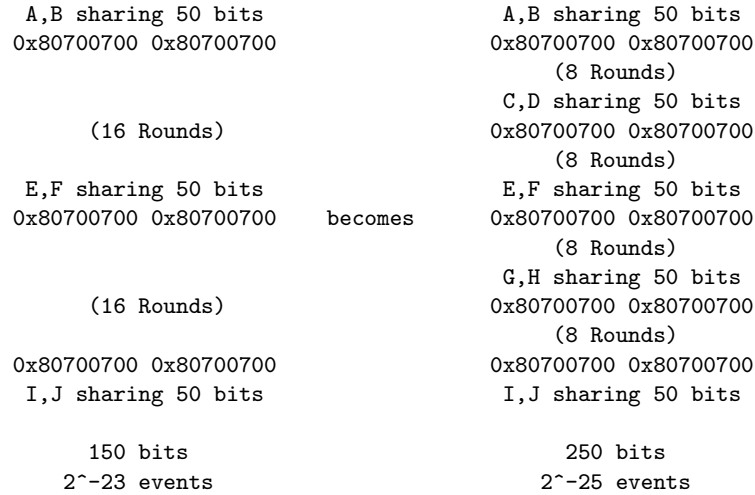 A,B sharing 50 bits A,B sharing 50 bits
0x80700700 0x80700700 0x80700700 0x80700700
(8 Rounds)
C,D sharing 50 bits
(16 Rounds) 0x80700700 0x80700700
(8 Rounds)
E,F sharing 50 bits E,F sharing 50 bits
0x80700700 0x80700700 becomes 0x80700700 0x80700700
(8 Rounds)
G,H sharing 50 bits
(16 Rounds) 0x80700700 0x80700700
(8 Rounds)
0x80700700 0x80700700 0x80700700 0x80700700
I,J sharing 50 bits I,J sharing 50 bits
150 bits 250 bits
2^-23 events 2^-25 events